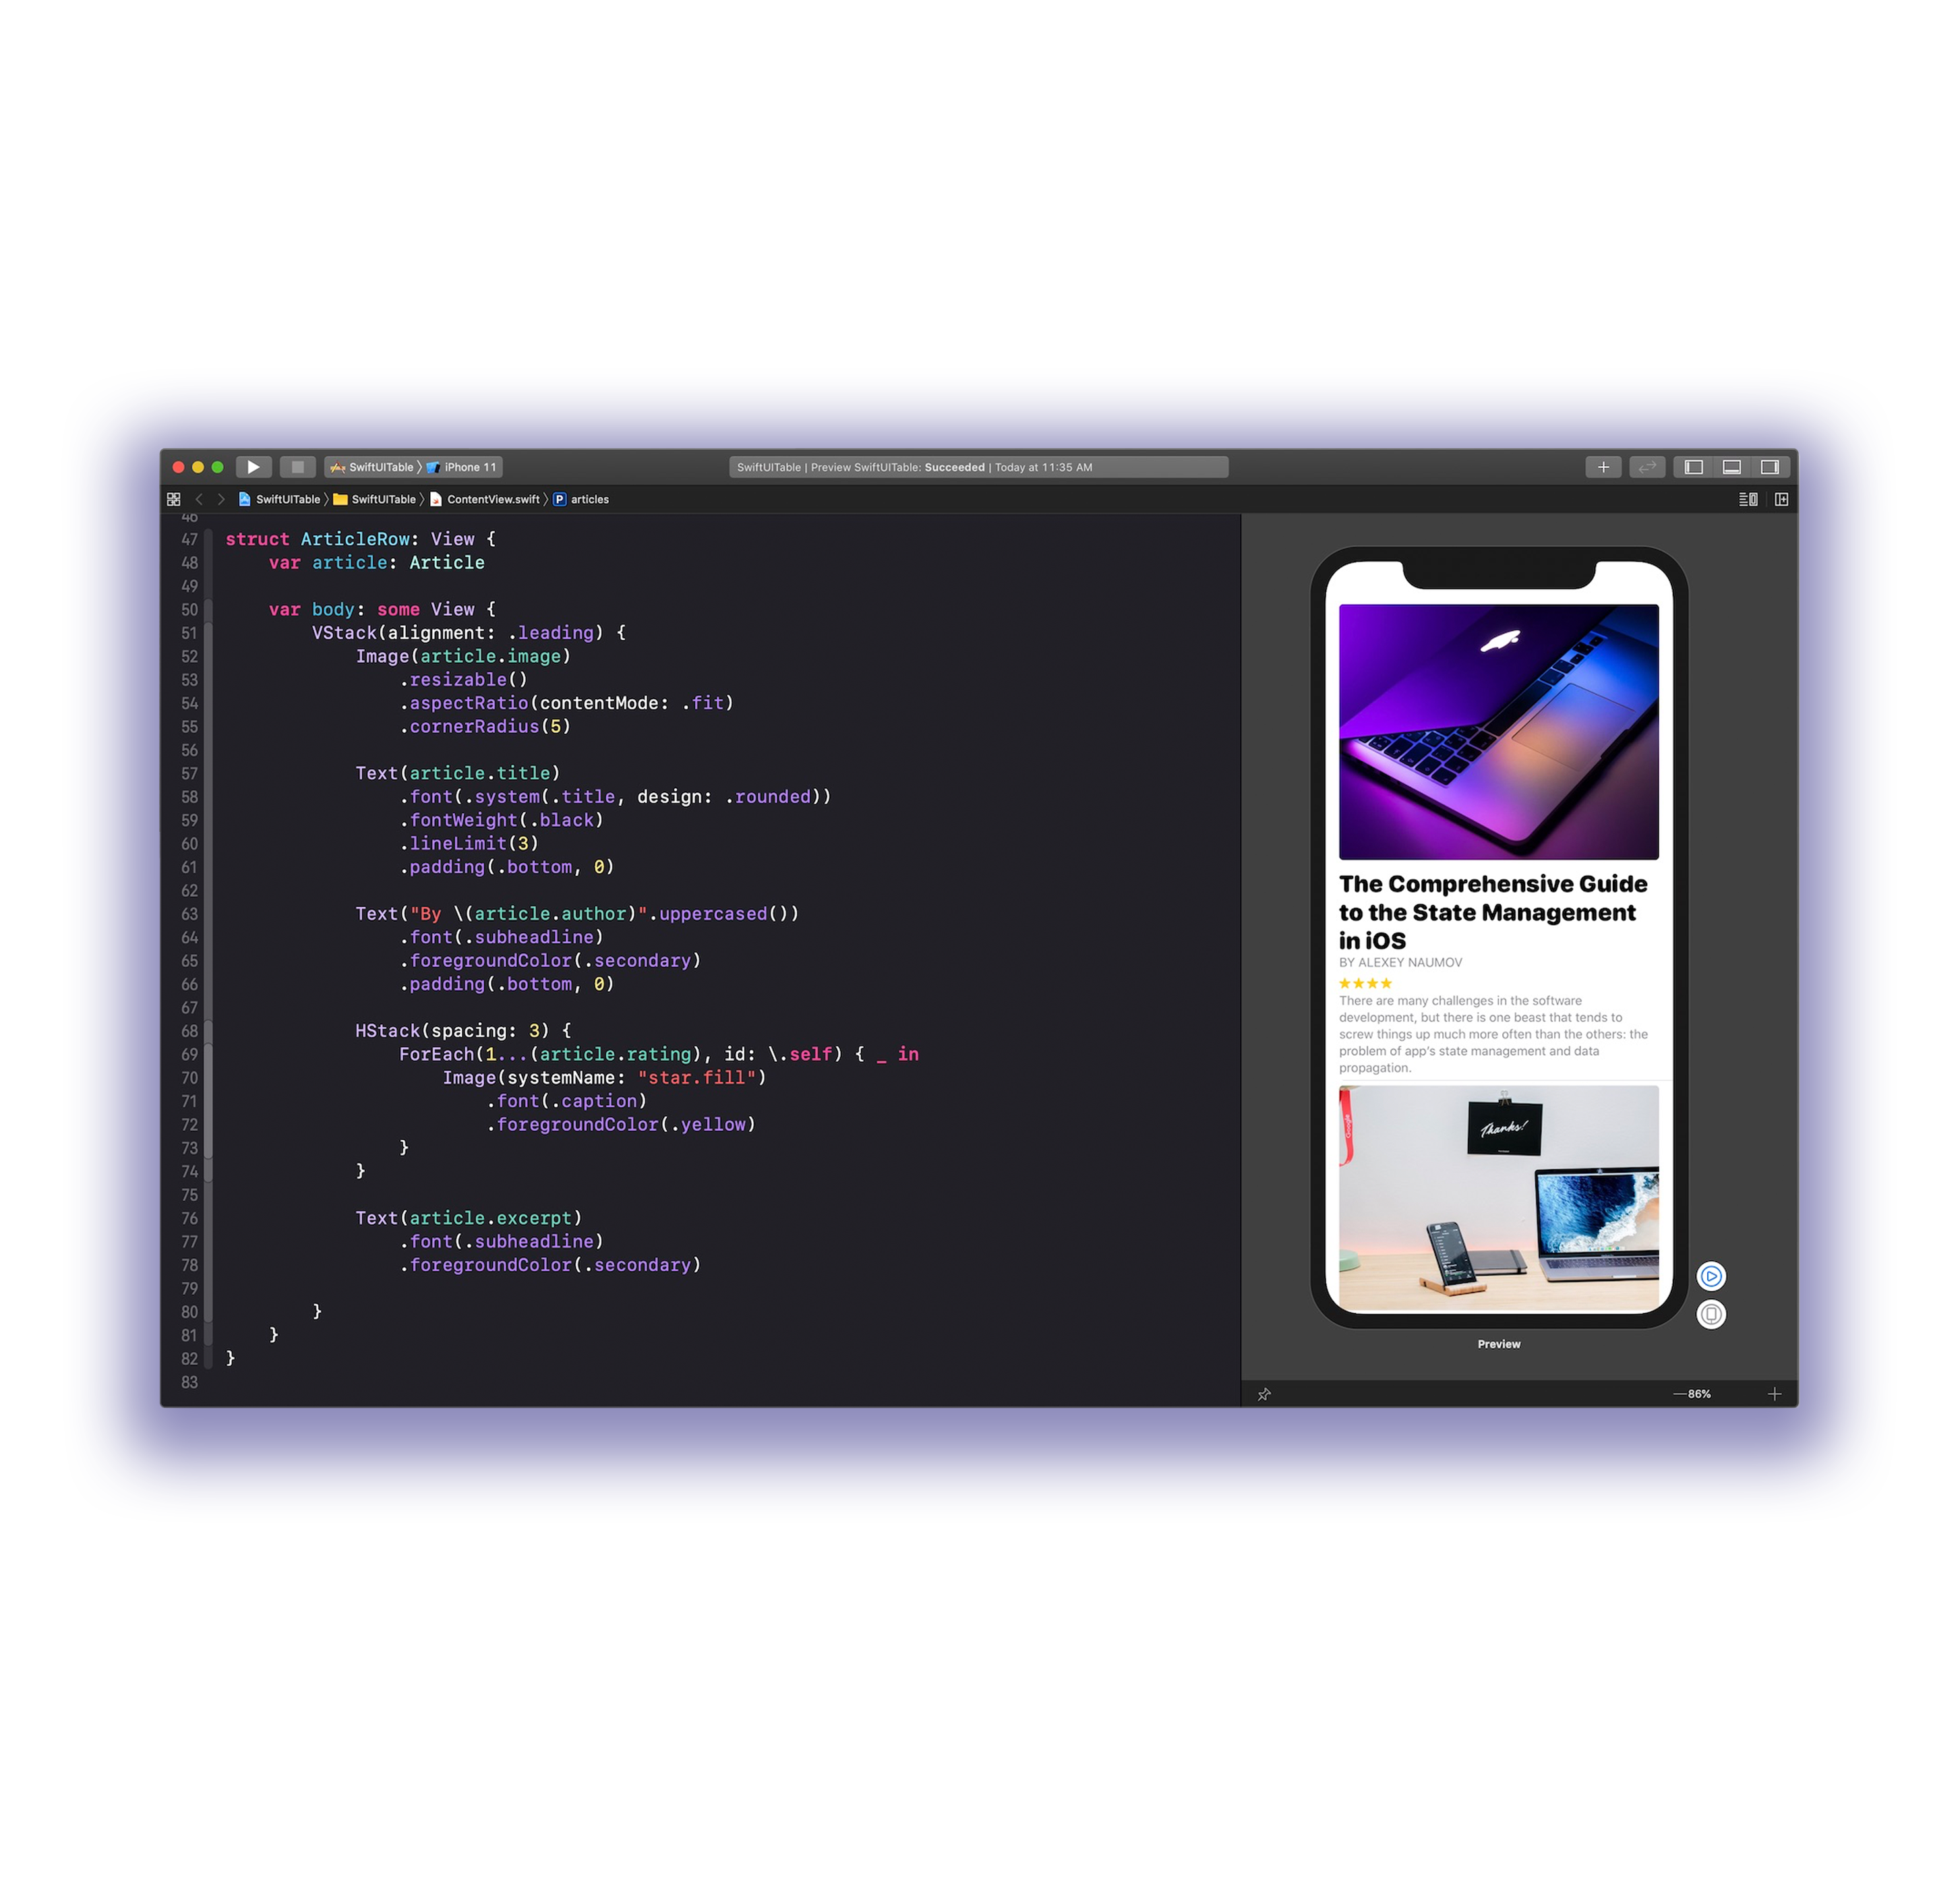 SwiftUITable 〉 iPhone 11
SwiftUITable | Preview SwiftUITable: Succeeded | Today at 11:35 AM
SwiftUITable 〉 SwiftUITable 〉 ContentView.swift 〉 P articles
46
47 struct ArticleRow: View {
48     var article: Article
49
50     var body: some View {
51         VStack(alignment: .leading) {
52             Image(article.image)
53                 .resizable()
54                 .aspectRatio(contentMode: .fit)
55                 .cornerRadius(5)
56
57             Text(article.title)
58                 .font(.system(.title, design: .rounded))
59                 .fontWeight(.black)
60                 .lineLimit(3)
61                 .padding(.bottom, 0)
62
63             Text("By \(article.author)".uppercased())
64                 .font(.subheadline)
65                 .foregroundColor(.secondary)
66                 .padding(.bottom, 0)
67
68             HStack(spacing: 3) {
69                 ForEach(1...(article.rating), id: \.self) { _ in
70                     Image(systemName: "star.fill")
71                         .font(.caption)
72                         .foregroundColor(.yellow)
73                 }
74             }
75
76             Text(article.excerpt)
77                 .font(.subheadline)
78                 .foregroundColor(.secondary)
79
80         }
81     }
82 }
83
The Comprehensive Guide
to the State Management
in iOS
BY ALEXEY NAUMOV
★★★★
There are many challenges in the software
development, but there is one beast that tends to
screw things up much more often than the others: the
problem of app's state management and data
propagation.
Google
Thanks!
Preview
86%